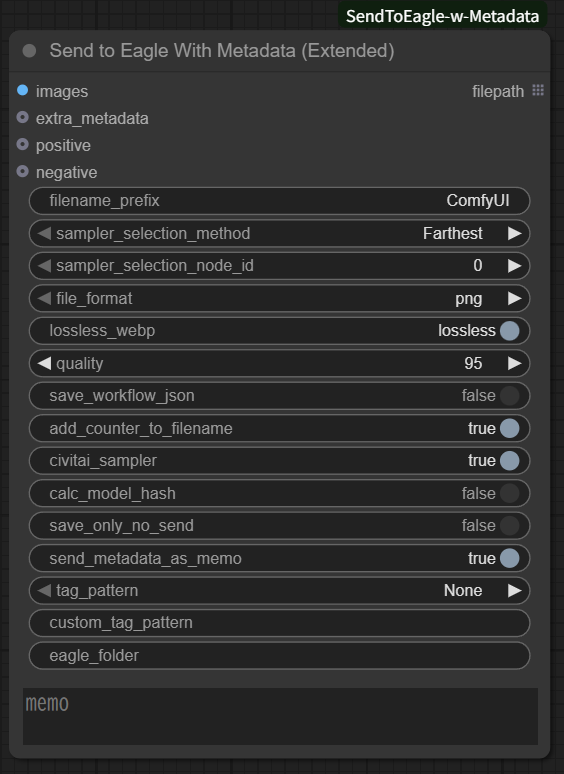 SendToEagle-w-Metadata
Send to Eagle With Metadata (Extended)
images filepath
extra_metadata
positive
negative
filename_prefix ComfyUI
sampler_selection_method Farthest
sampler_selection_node_id 0
file_format png
lossless_webp lossless
quality 95
save_workflow_json false
add_counter_to_filename true
civitai_sampler true
calc_model_hash false
save_only_no_send false
send_metadata_as_memo true
tag_pattern None
custom_tag_pattern
eagle_folder
memo